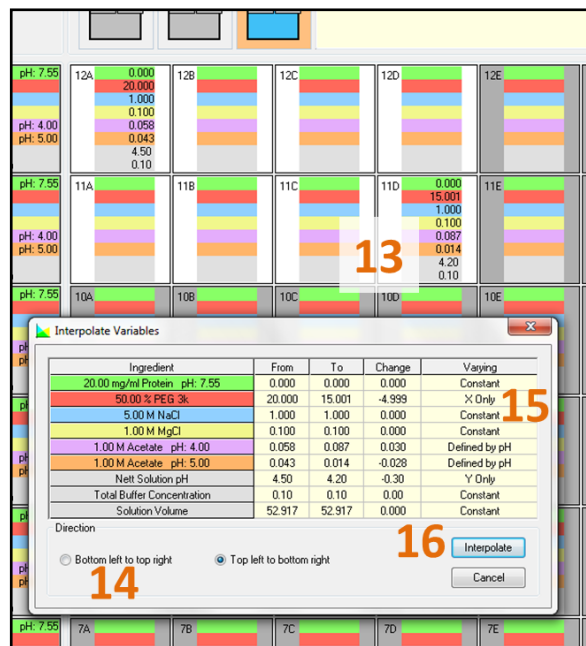 pH: 7.55 12A 0.000 12B 12C 12D 12E
20.000
1.000
0.100
pH: 4.00 0.058
pH: 5.00 0.043
4.50
0.10
pH: 7.55 11A 11B 11C 11D 0.000 11E
15.001
1.000
0.100
pH: 4.00 0.087
pH: 5.00 0.014
4.20
0.10
13
pH: 7.55 10A 10B 10C 10D 10E
Interpolate Variables
Ingredient From To Change Varying
20.00 mg/ml Protein pH: 7.55 0.000 0.000 0.000 Constant
50.00 % PEG 3k 20.000 15.001 -4.999 X Only
15
5.00 M NaCl 1.000 1.000 0.000 Constant
1.00 M MgCl 0.100 0.100 0.000 Constant
1.00 M Acetate pH: 4.00 0.058 0.087 0.030 Defined by pH
1.00 M Acetate pH: 5.00 0.043 0.014 -0.028 Defined by pH
Nett Solution pH 4.50 4.20 -0.30 Y Only
Total Buffer Concentration 0.10 0.10 0.00 Constant
Solution Volume 52.917 52.917 0.000 Constant
Direction
16 Interpolate
Bottom left to top right Top left to bottom right
14
Cancel
pH: 7.55 7A 7B 7C 7D 7E